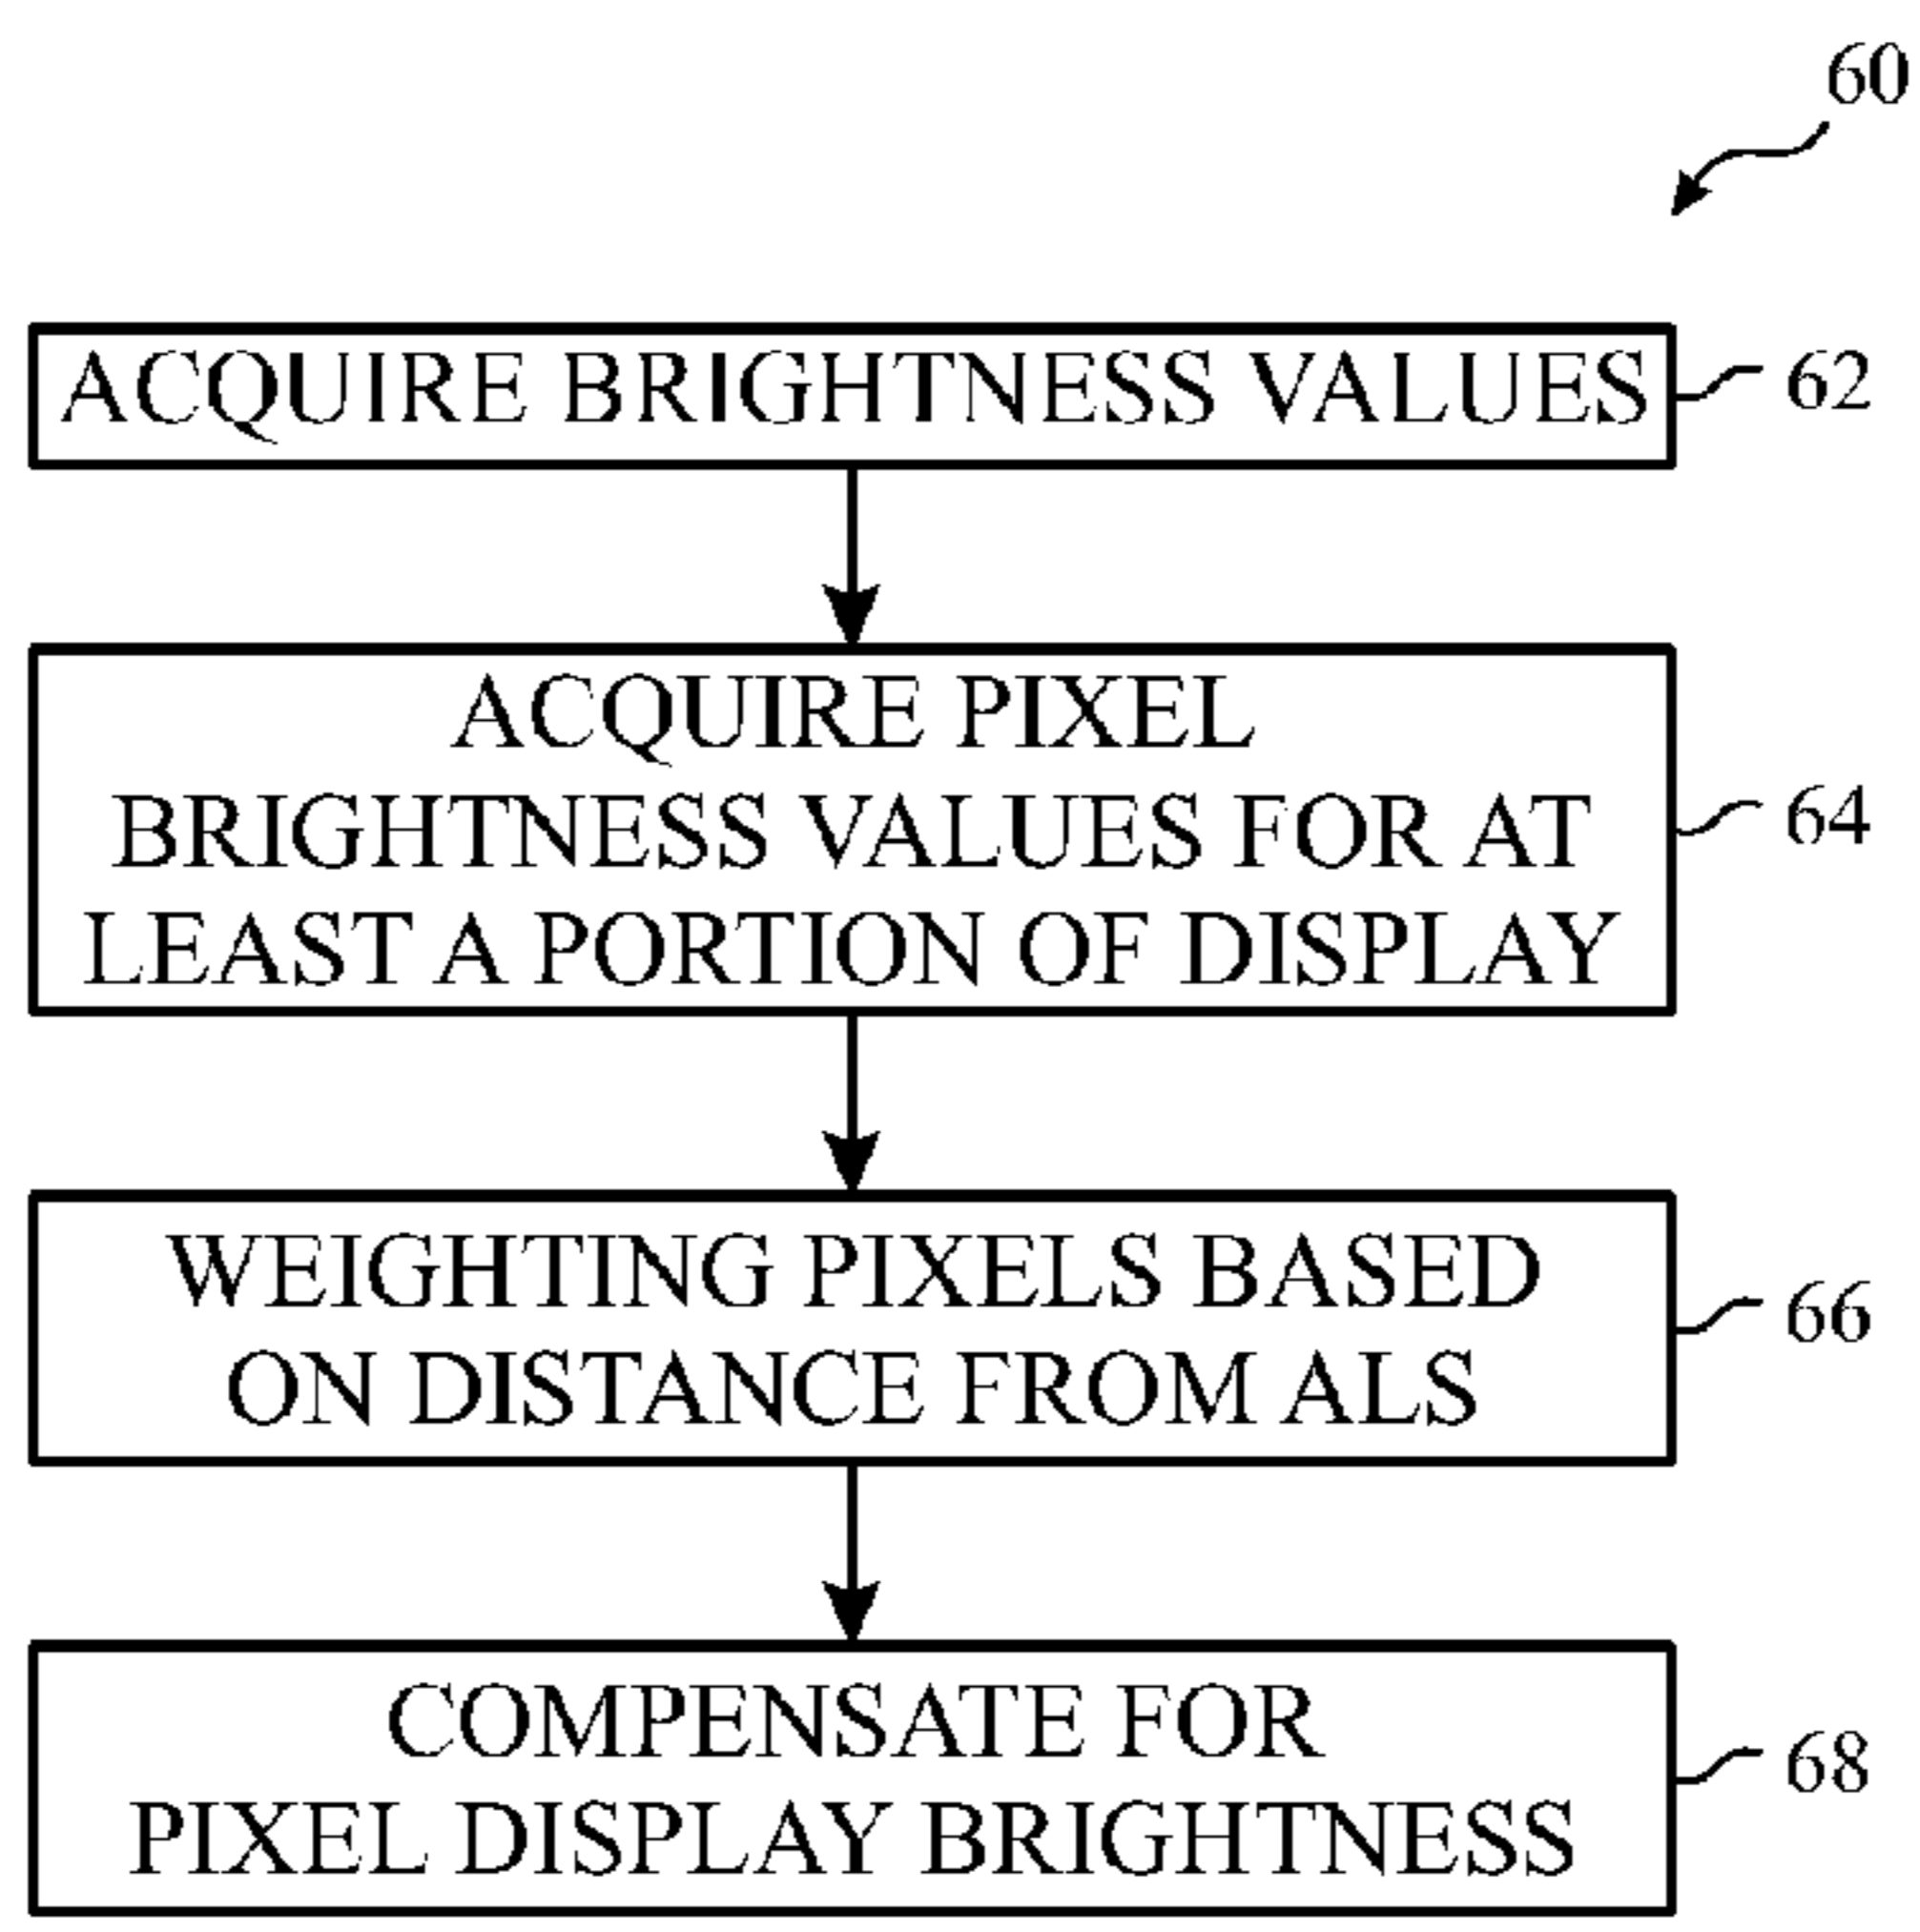 60
ACQUIRE BRIGHTNESS VALUES
62
ACQUIRE PIXEL
BRIGHTNESS VALUES FOR AT
LEAST A PORTION OF DISPLAY
64
WEIGHTING PIXELS BASED
ON DISTANCE FROM ALS
66
COMPENSATE FOR
PIXEL DISPLAY BRIGHTNESS
68